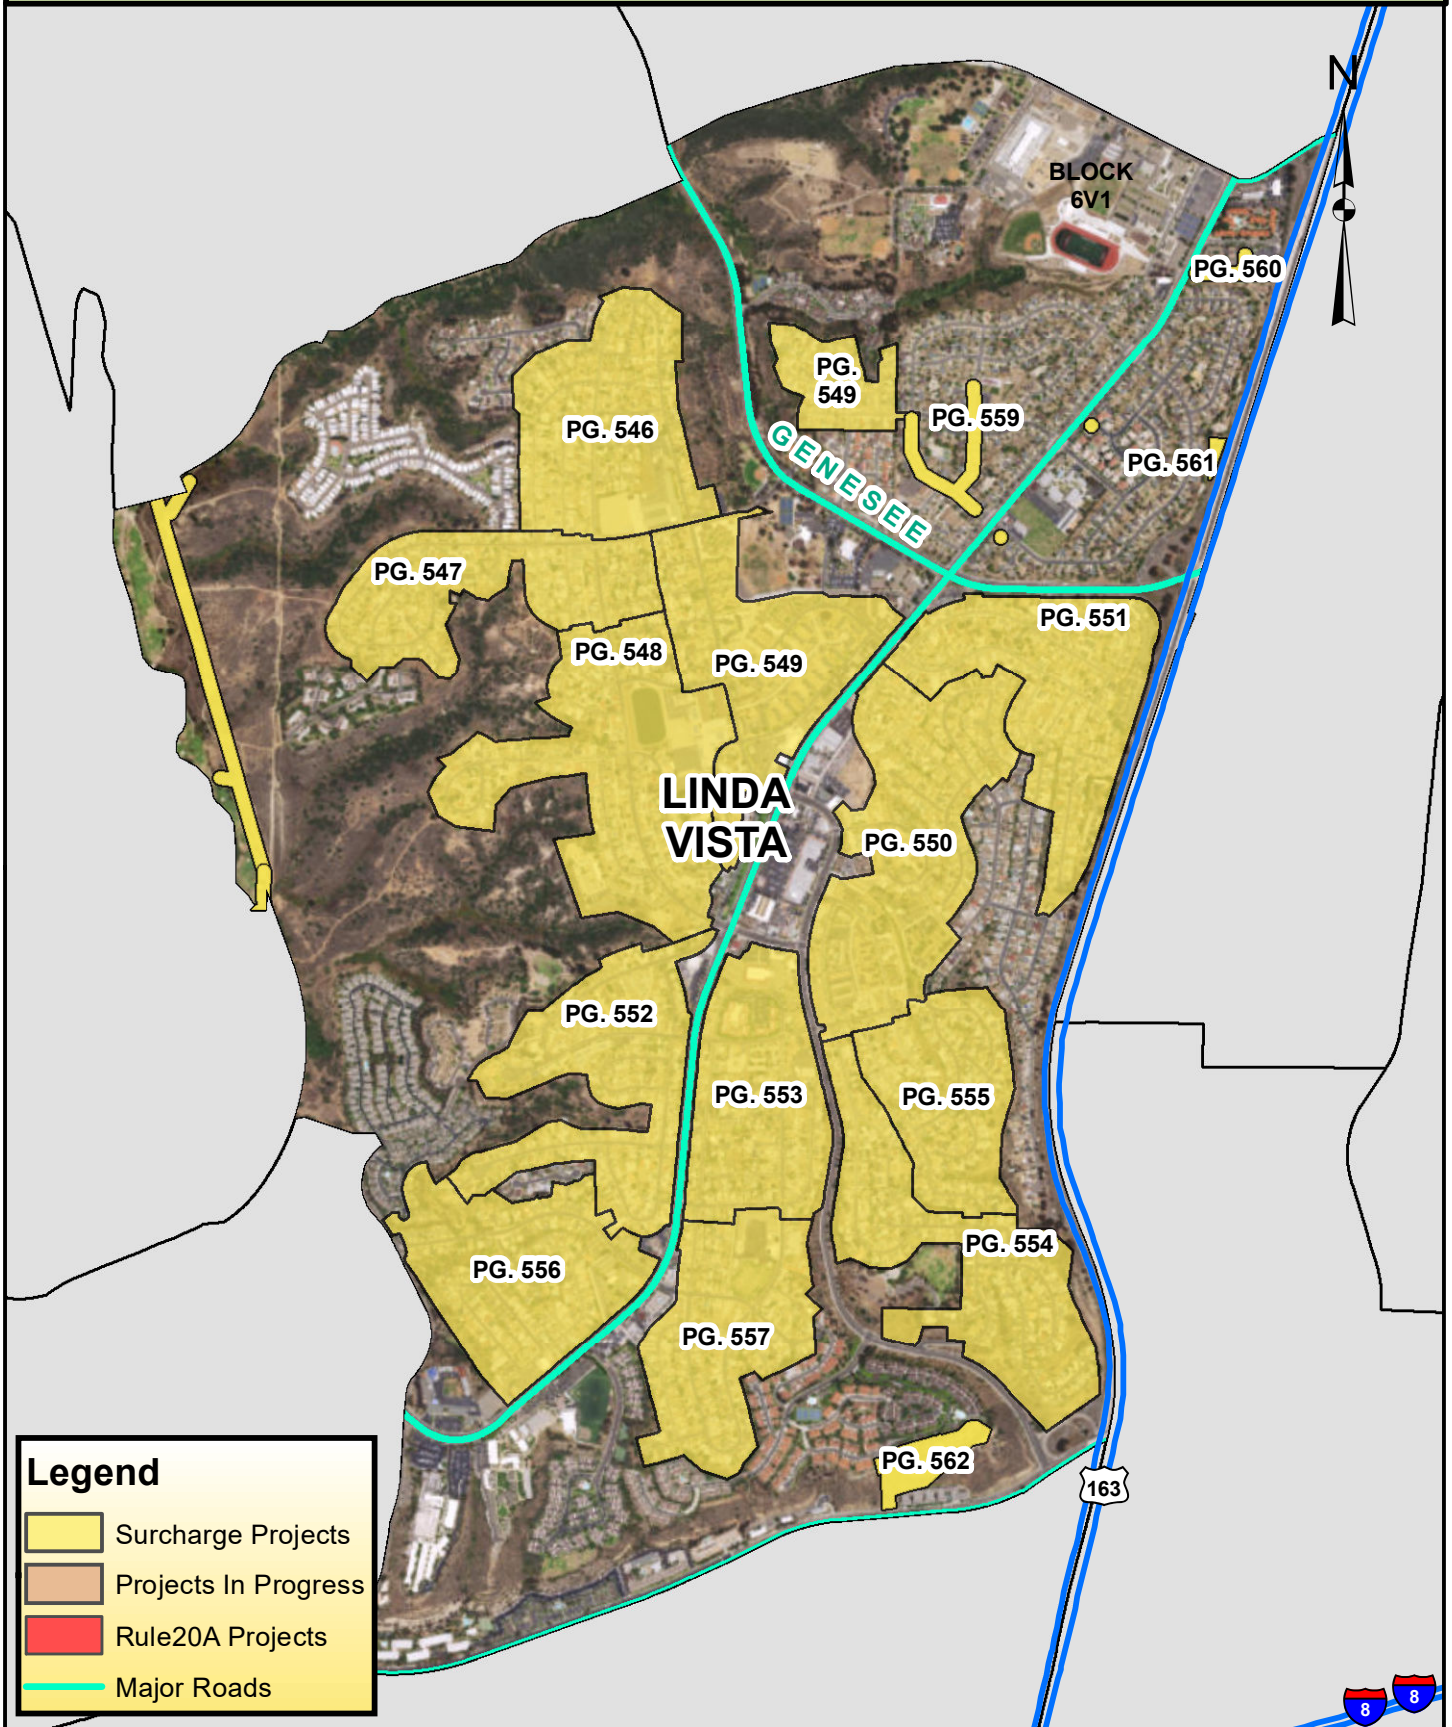 N
BLOCK
6V1
PG. 560
PG.
549
PG. 559
PG. 546
GENESEE
PG. 561
PG. 547
PG. 551
PG. 548
PG. 549
LINDA
VISTA
PG. 550
PG. 552
PG. 553
PG. 555
PG. 554
PG. 556
PG. 557
PG. 562
163
Legend
Surcharge Projects
Projects In Progress
Rule20A Projects
Major Roads
8
8